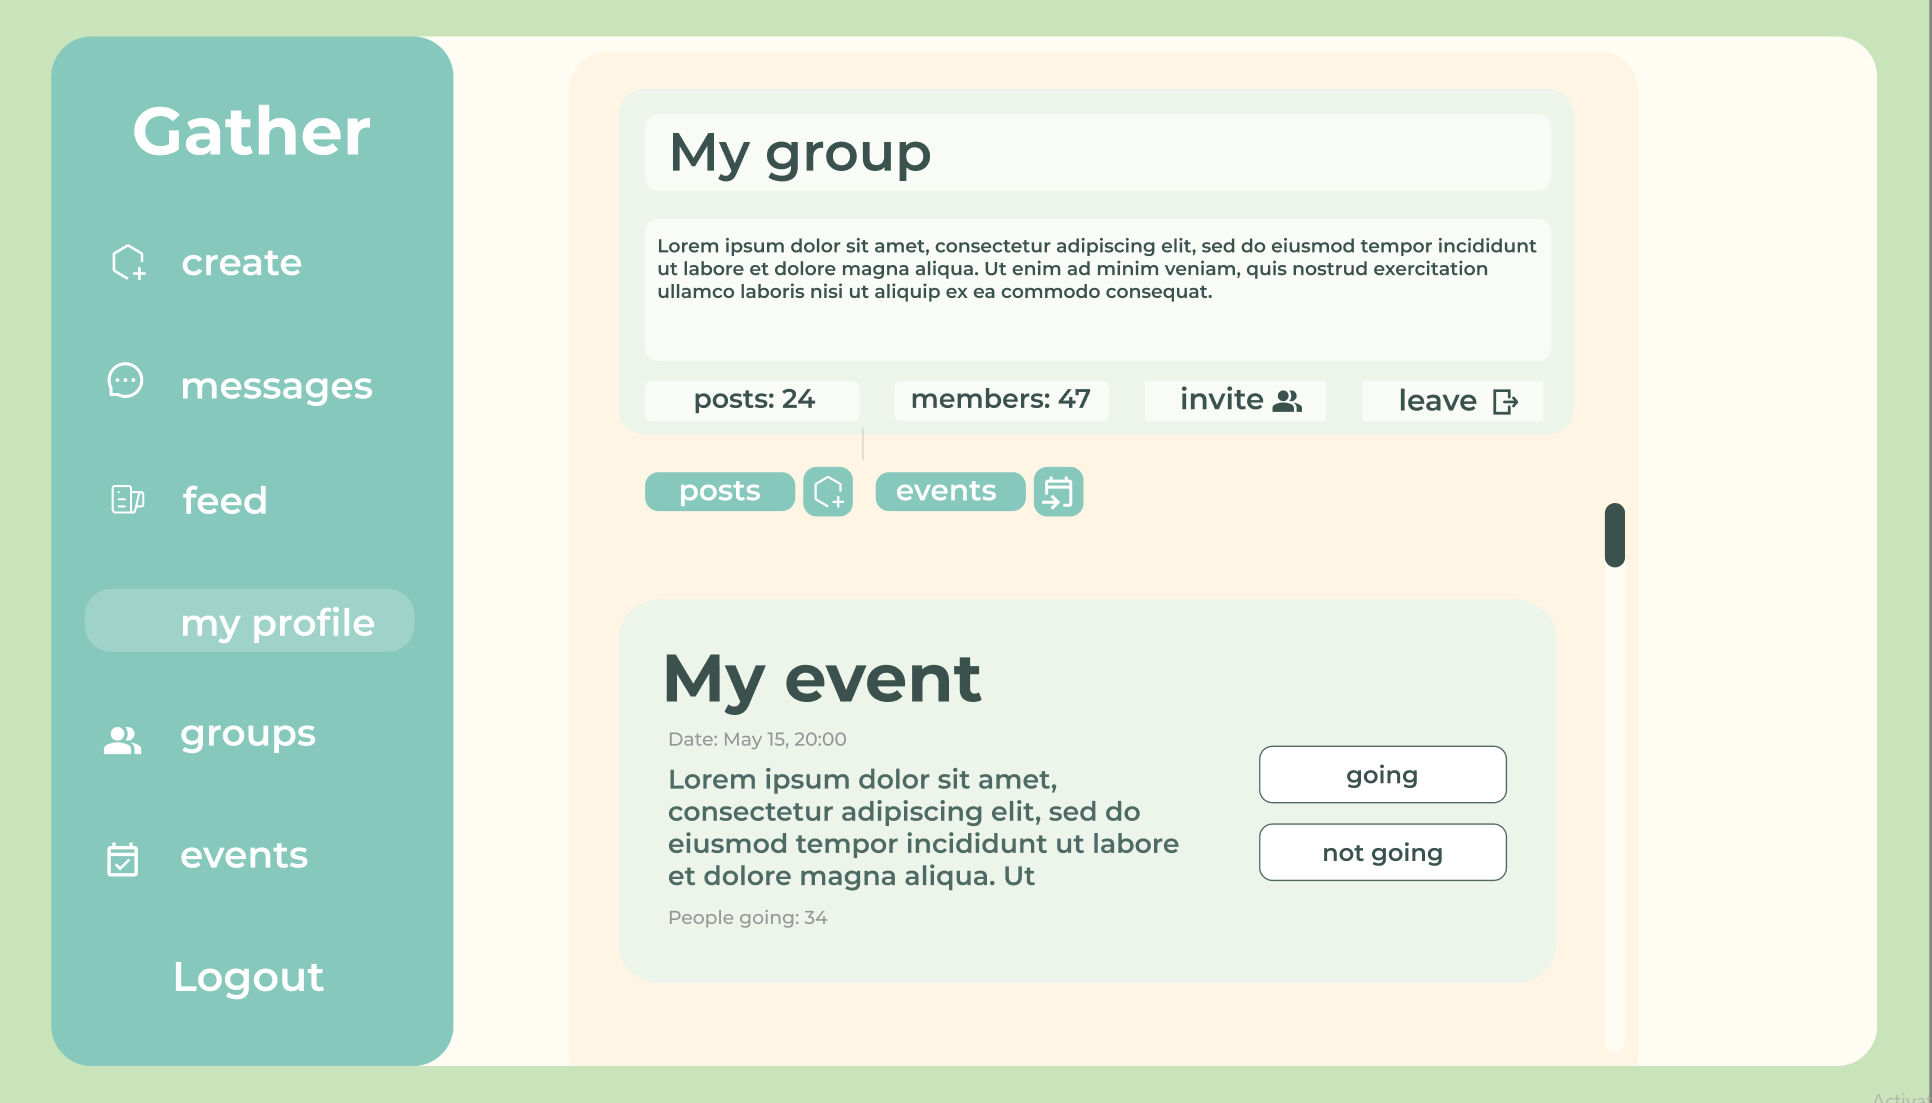 Gather
create
messages
feed
my profile
groups
events
Logout
My group
Lorem ipsum dolor sit amet, consectetur adipiscing elit, sed do eiusmod tempor incididunt
ut labore et dolore magna aliqua. Ut enim ad minim veniam, quis nostrud exercitation
ullamco laboris nisi ut aliquip ex ea commodo consequat.
posts: 24
members: 47
invite
leave
posts
events
My event
Date: May 15, 20:00
Lorem ipsum dolor sit amet,
consectetur adipiscing elit, sed do
eiusmod tempor incididunt ut labore
et dolore magna aliqua. Ut
People going: 34
going
not going